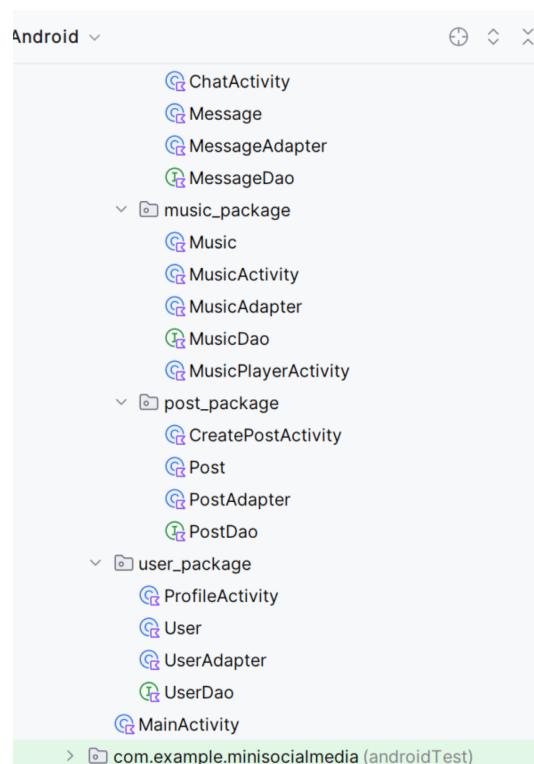 Android
ChatActivity
Message
MessageAdapter
MessageDao
music_package
Music
MusicActivity
MusicAdapter
MusicDao
MusicPlayerActivity
post_package
CreatePostActivity
Post
PostAdapter
PostDao
user_package
ProfileActivity
User
UserAdapter
UserDao
MainActivity
com.example.minisocialmedia (androidTest)